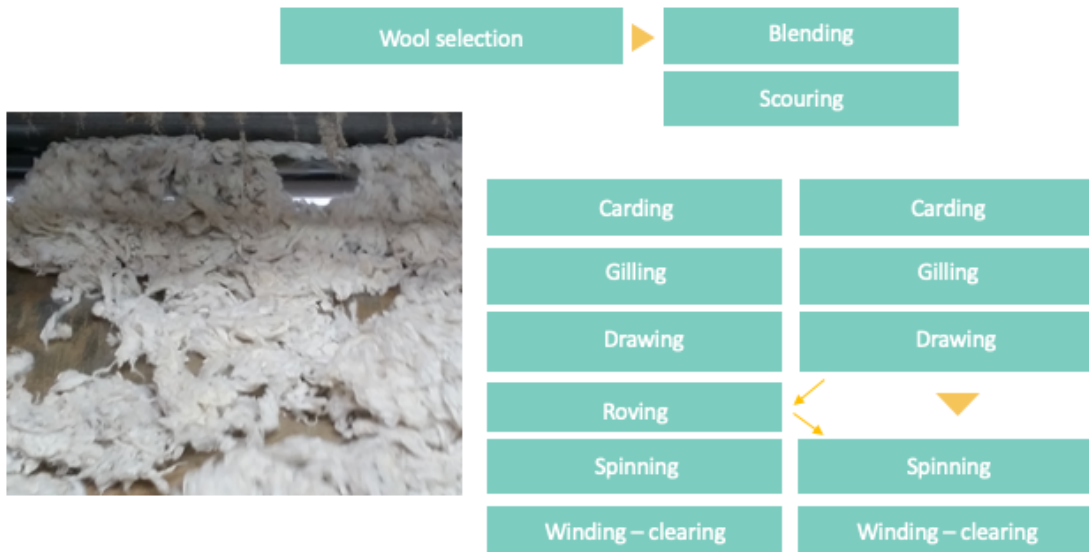 Wool selection
Blending
Scouring
Carding
Carding
Gilling
Gilling
Drawing
Drawing
Roving
Spinning
Spinning
Winding – clearing
Winding – clearing